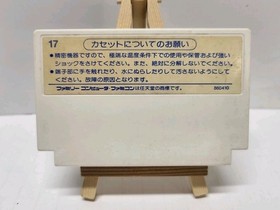 17
カセットについてのお願い
●精密機器ですので、極端な温度条件下での使用や保管および強い
ショックをさけてください。また、絶対に分解しないでください。
●端子部に手を触れたり、水にぬらしたりして汚さないようにして
ください。故障の原因となります。
ファミリーコンピュータ・ファミコンは任天堂の商標です。